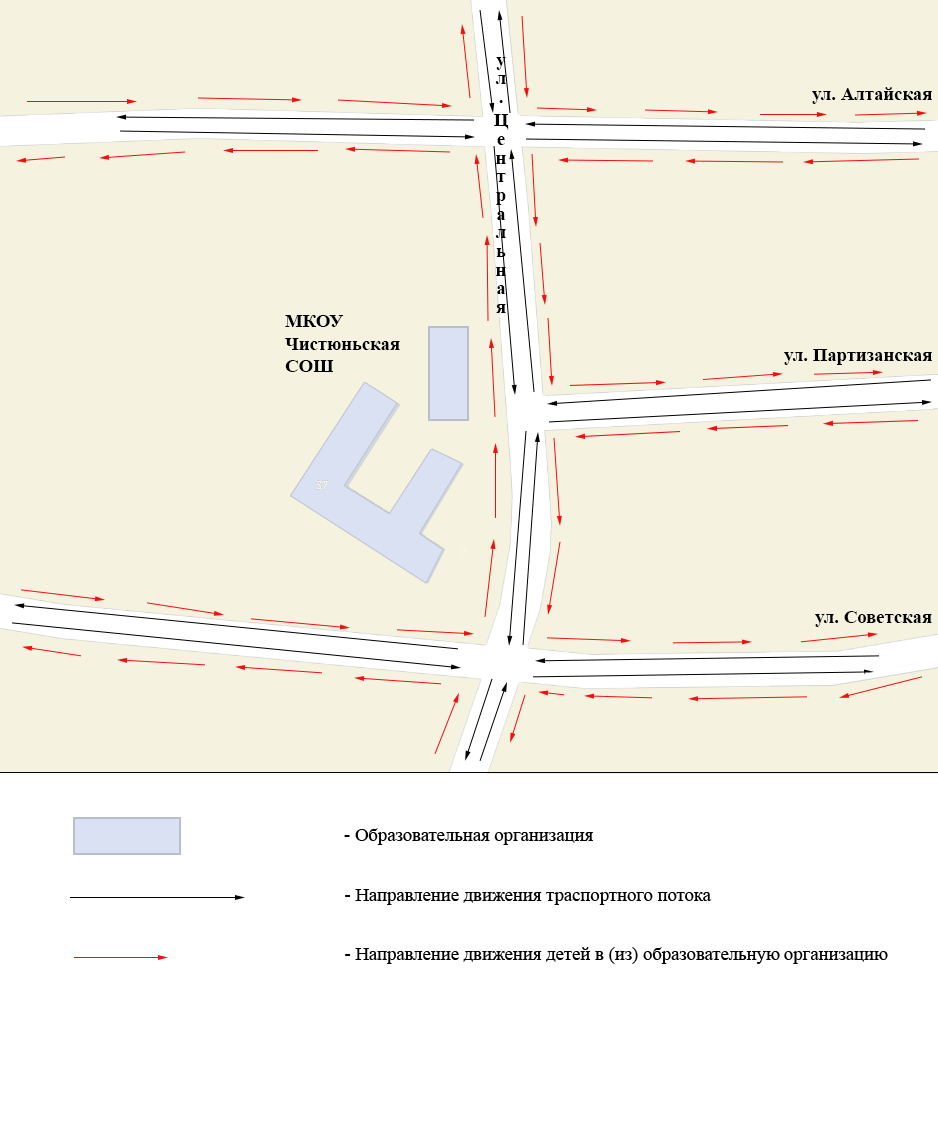 ул. Центральная
ул. Алтайская
МКОУ
Чистюньская
СОШ
ул. Партизанская
27
ул. Советская
- Образовательная организация
- Направление движения траспортного потока
- Направление движения детей в (из) образовательную организацию